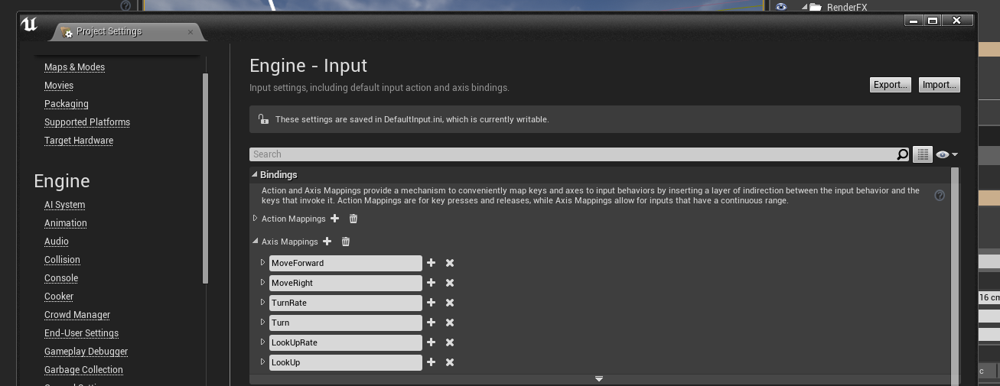 RenderFX
Project Settings
Maps & Modes
Movies
Packaging
Supported Platforms
Target Hardware
Engine
AI System
Animation
Audio
Collision
Console
Cooker
Crowd Manager
End-User Settings
Gameplay Debugger
Garbage Collection
Engine - Input
Input settings, including default input action and axis bindings.
Export...
Import...
These settings are saved in DefaultInput.ini, which is currently writable.
Search
Bindings
Action and Axis Mappings provide a mechanism to conveniently map keys and axes to input behaviors by inserting a layer of indirection between the input behavior and the
keys that invoke it. Action Mappings are for key presses and releases, while Axis Mappings allow for inputs that have a continuous range.
Action Mappings
Axis Mappings
MoveForward
MoveRight
TurnRate
Turn
LookUpRate
LookUp
16 cm
c